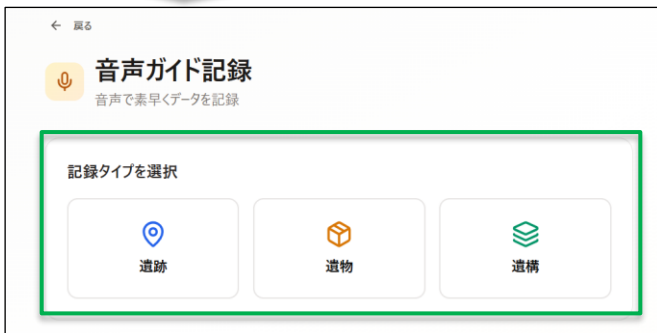 ← 戻る
音声ガイド記録
音声で素早くデータを記録
記録タイプを選択
遺跡
遺物
遺構